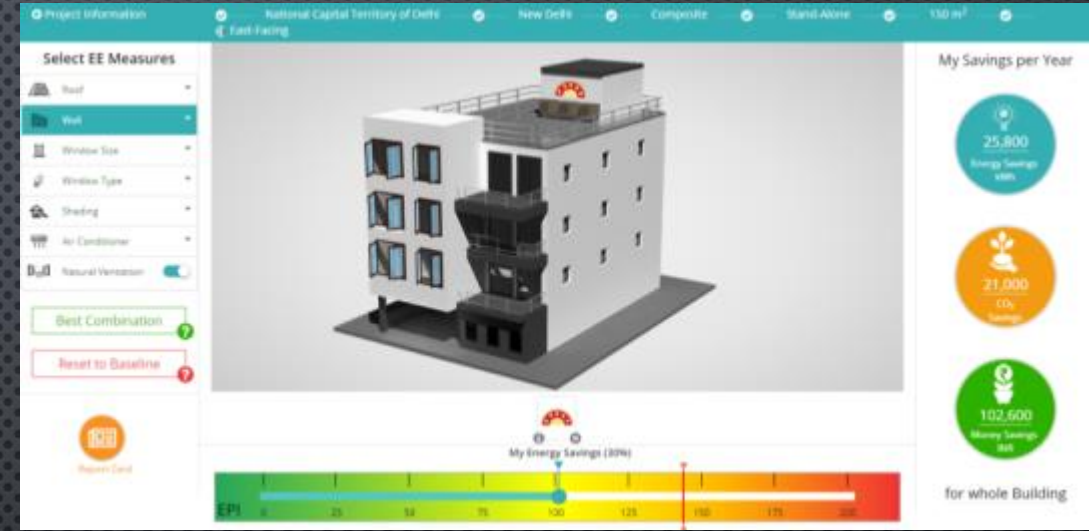 Project Information
National Capital Territory of Delhi
New Delhi
Composite
Stand-Alone
150 m²
East-Facing
Select EE Measures
Roof
Wall
Window Size
Window Type
Shading
Air Conditioner
Natural Ventilation
Best Combination
?
Reset to Baseline
?
Report Card
My Savings per Year
25,800
Energy Savings
kWh
21,000
CO₂
Savings
102,600
Money Savings
INR
for whole Building
My Energy Savings (30%)
EPI 0 25 50 75 100 125 150 175 200